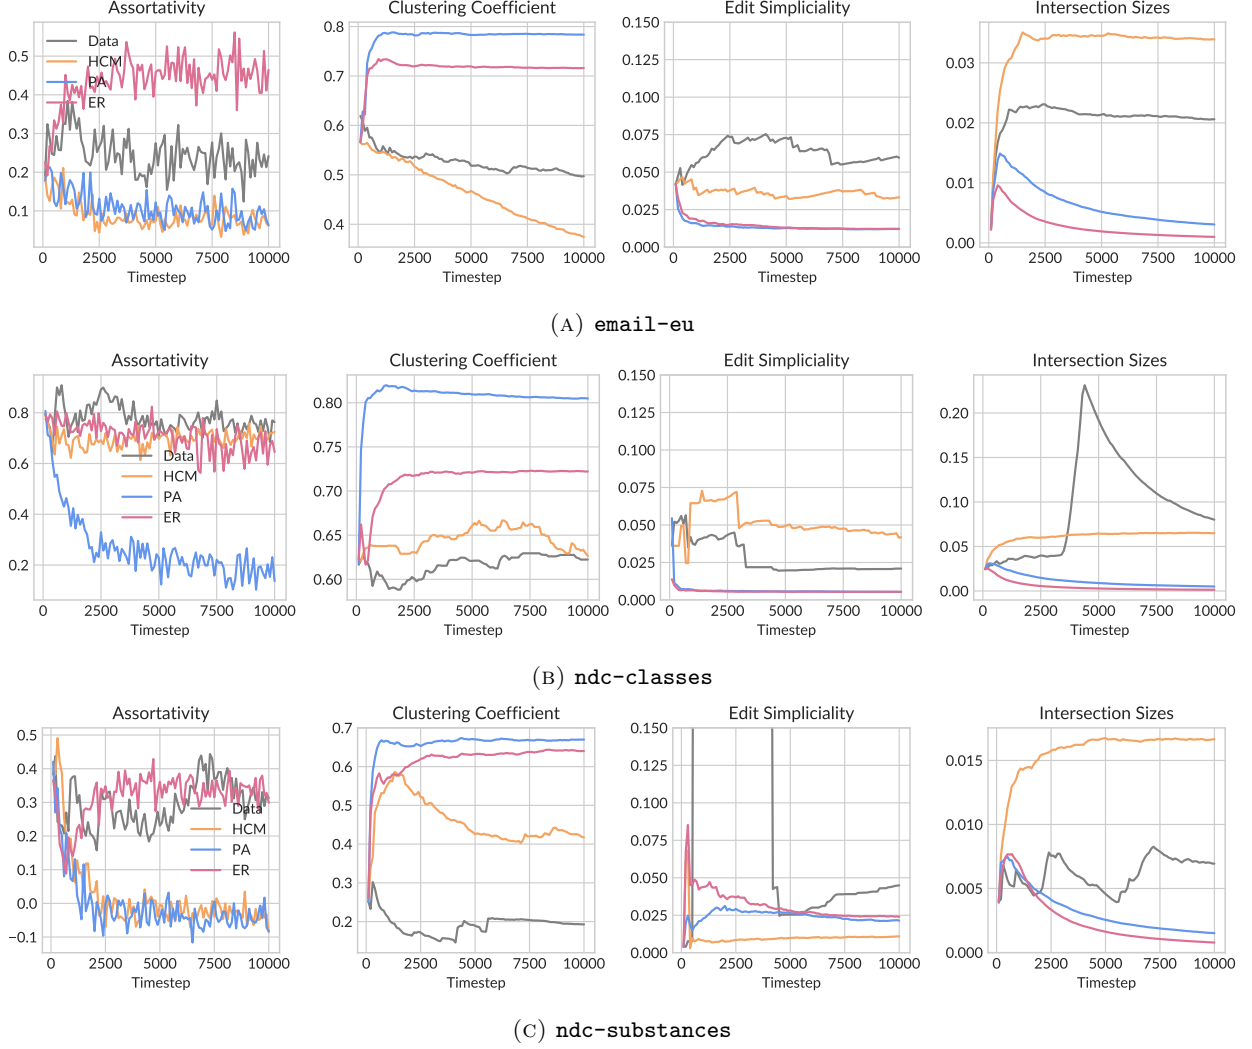 Assortativity
Clustering Coefficient
Edit Simpliciality
Intersection Sizes
0.5
0.4
0.3
0.2
0.1
Data
HCM
PA
ER
0 2500 5000 7500 10000
Timestep
0.8
0.7
0.6
0.5
0.4
0 2500 5000 7500 10000
Timestep
0.150
0.125
0.100
0.075
0.050
0.025
0.000
0 2500 5000 7500 10000
Timestep
0.03
0.02
0.01
0.00
0 2500 5000 7500 10000
Timestep
(A) email-eu
Assortativity
Clustering Coefficient
Edit Simpliciality
Intersection Sizes
0.8
0.6
0.4
0.2
Data
HCM
PA
ER
0 2500 5000 7500 10000
Timestep
0.80
0.75
0.70
0.65
0.60
0 2500 5000 7500 10000
Timestep
0.150
0.125
0.100
0.075
0.050
0.025
0.000
0 2500 5000 7500 10000
Timestep
0.20
0.15
0.10
0.05
0.00
0 2500 5000 7500 10000
Timestep
(B) ndc-classes
Assortativity
Clustering Coefficient
Edit Simpliciality
Intersection Sizes
0.5
0.4
0.3
0.2
0.1
0.0
−0.1
Data
HCM
PA
ER
0 2500 5000 7500 10000
Timestep
0.7
0.6
0.5
0.4
0.3
0.2
0 2500 5000 7500 10000
Timestep
0.150
0.125
0.100
0.075
0.050
0.025
0.000
0 2500 5000 7500 10000
Timestep
0.015
0.010
0.005
0.000
0 2500 5000 7500 10000
Timestep
(C) ndc-substances